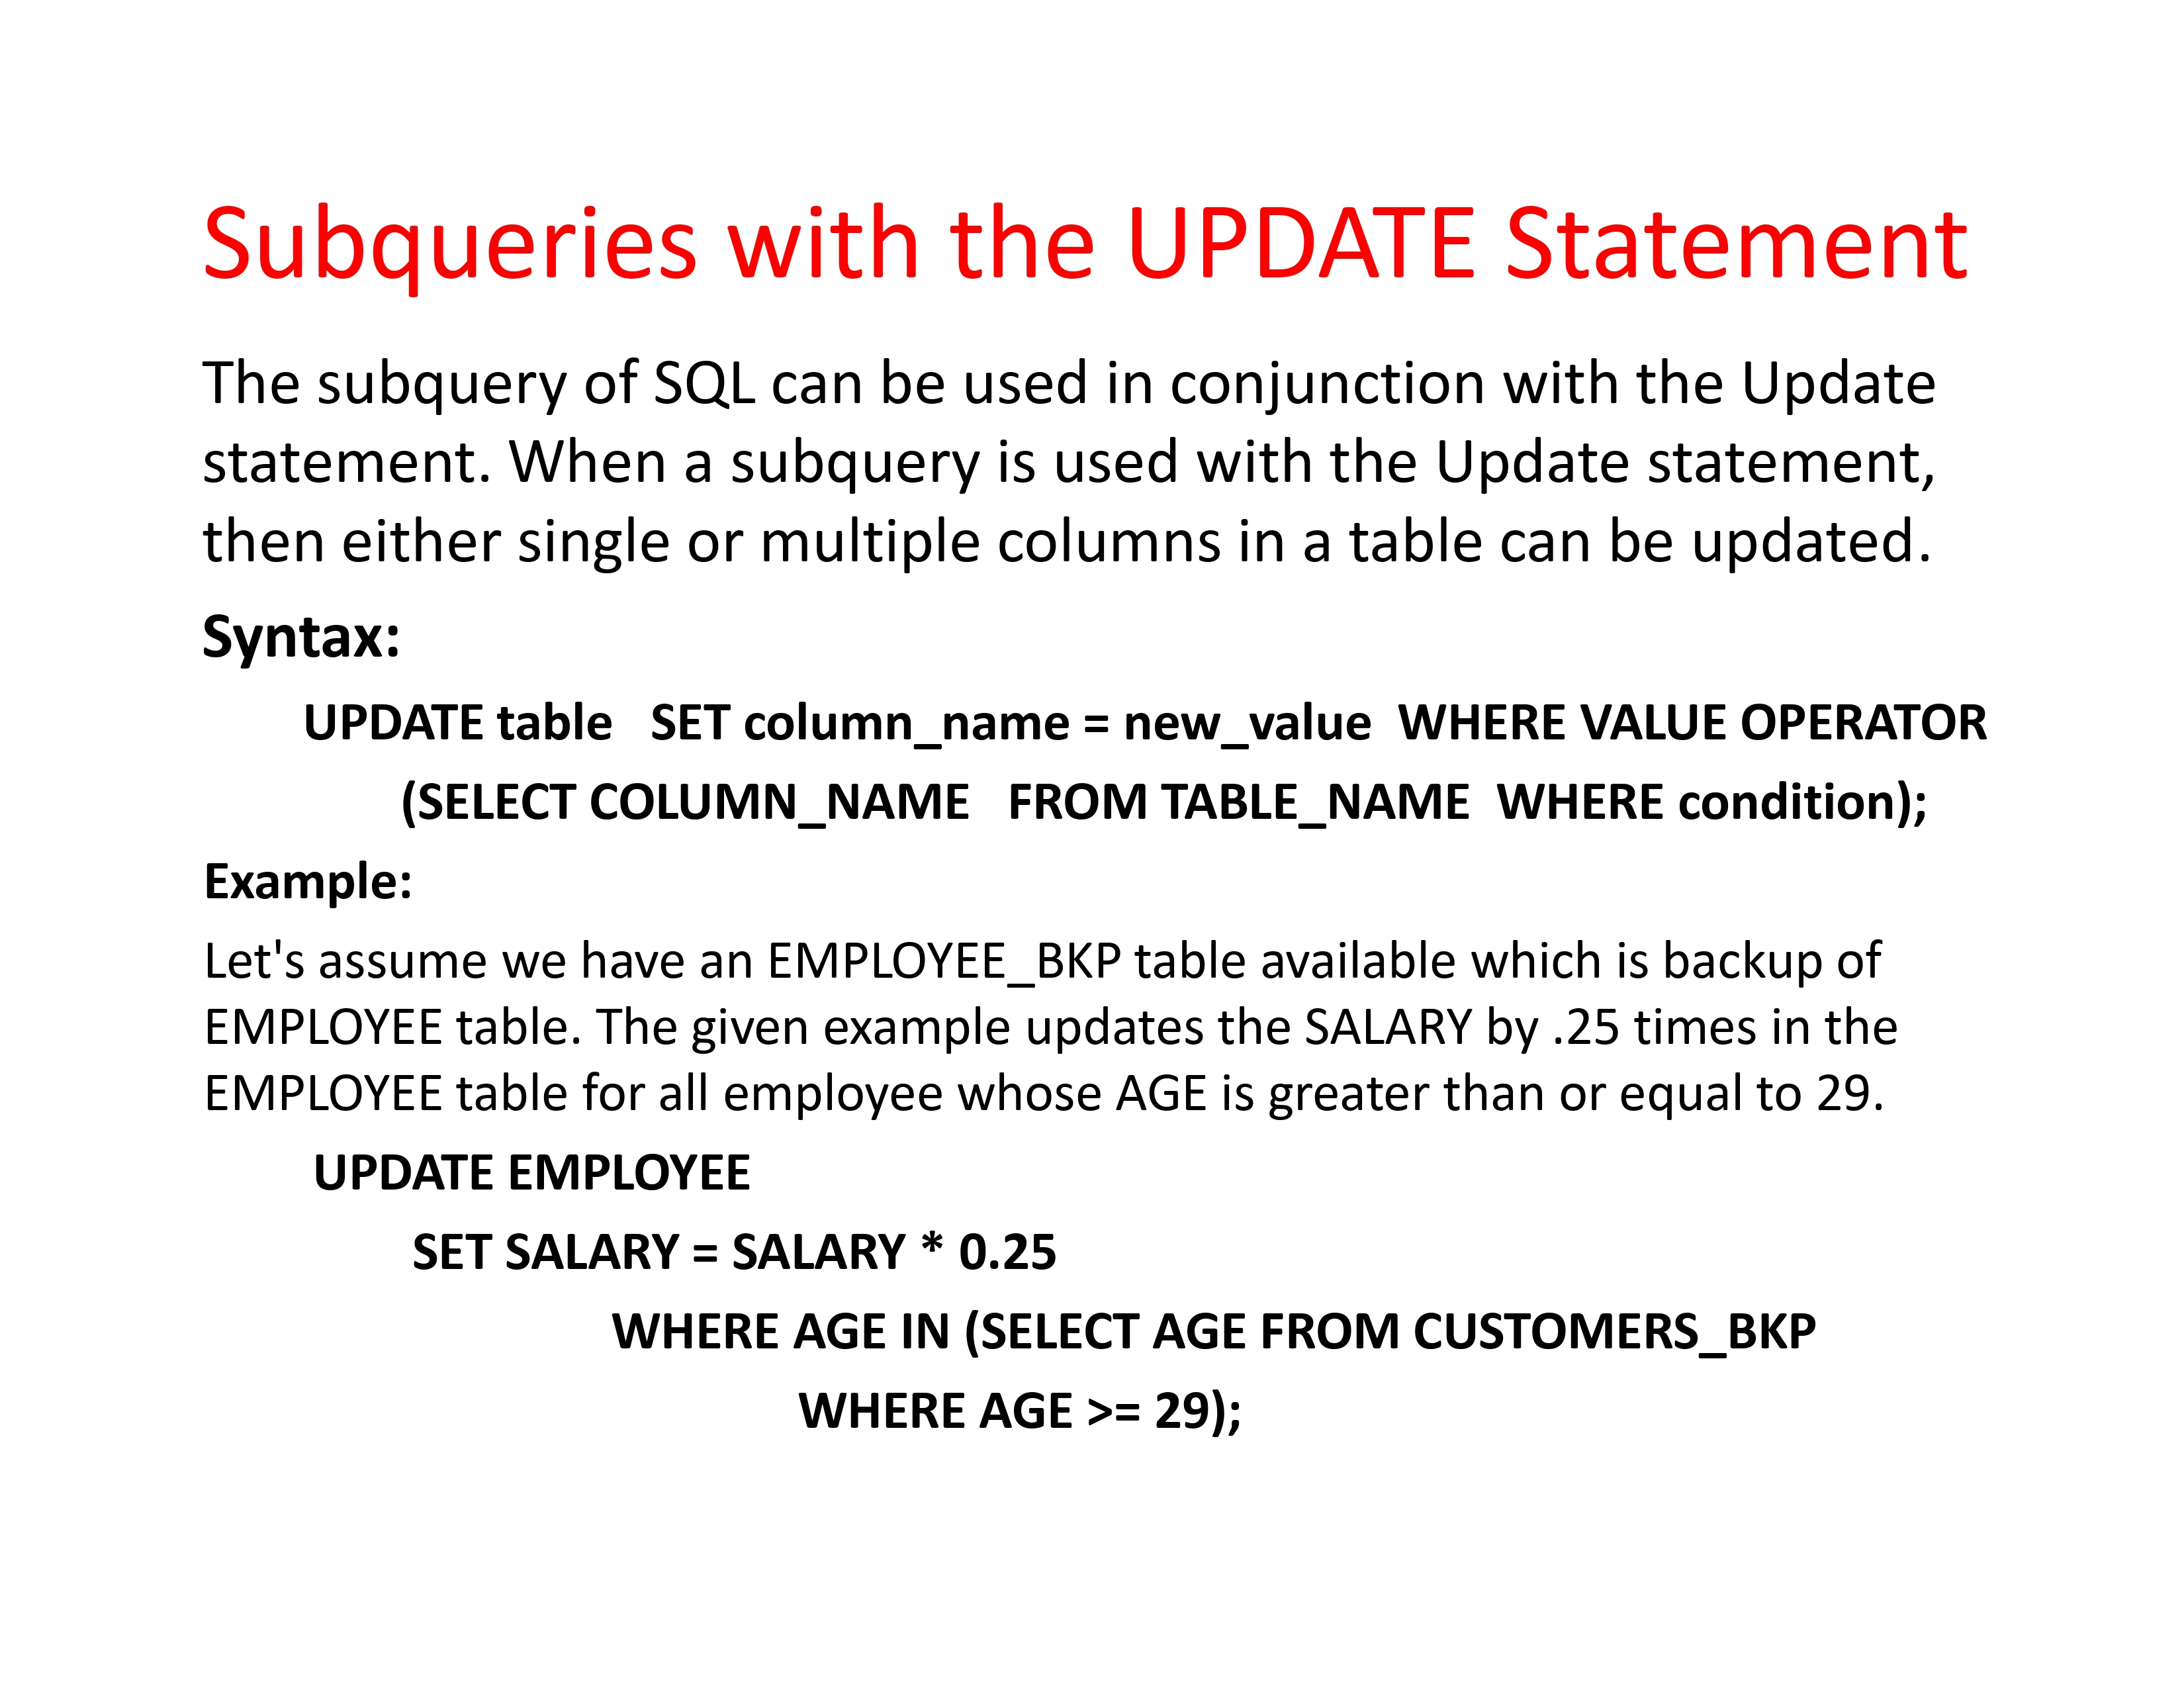 Subqueries with the UPDATE Statement
The subquery of SQL can be used in conjunction with the Update
statement. When a subquery is used with the Update statement,
then either single or multiple columns in a table can be updated.
Syntax:
UPDATE table   SET column_name = new_value  WHERE VALUE OPERATOR
(SELECT COLUMN_NAME   FROM TABLE_NAME  WHERE condition);
Example:
Let's assume we have an EMPLOYEE_BKP table available which is backup of
EMPLOYEE table. The given example updates the SALARY by .25 times in the
EMPLOYEE table for all employee whose AGE is greater than or equal to 29.
UPDATE EMPLOYEE
SET SALARY = SALARY * 0.25
WHERE AGE IN (SELECT AGE FROM CUSTOMERS_BKP
WHERE AGE >= 29);